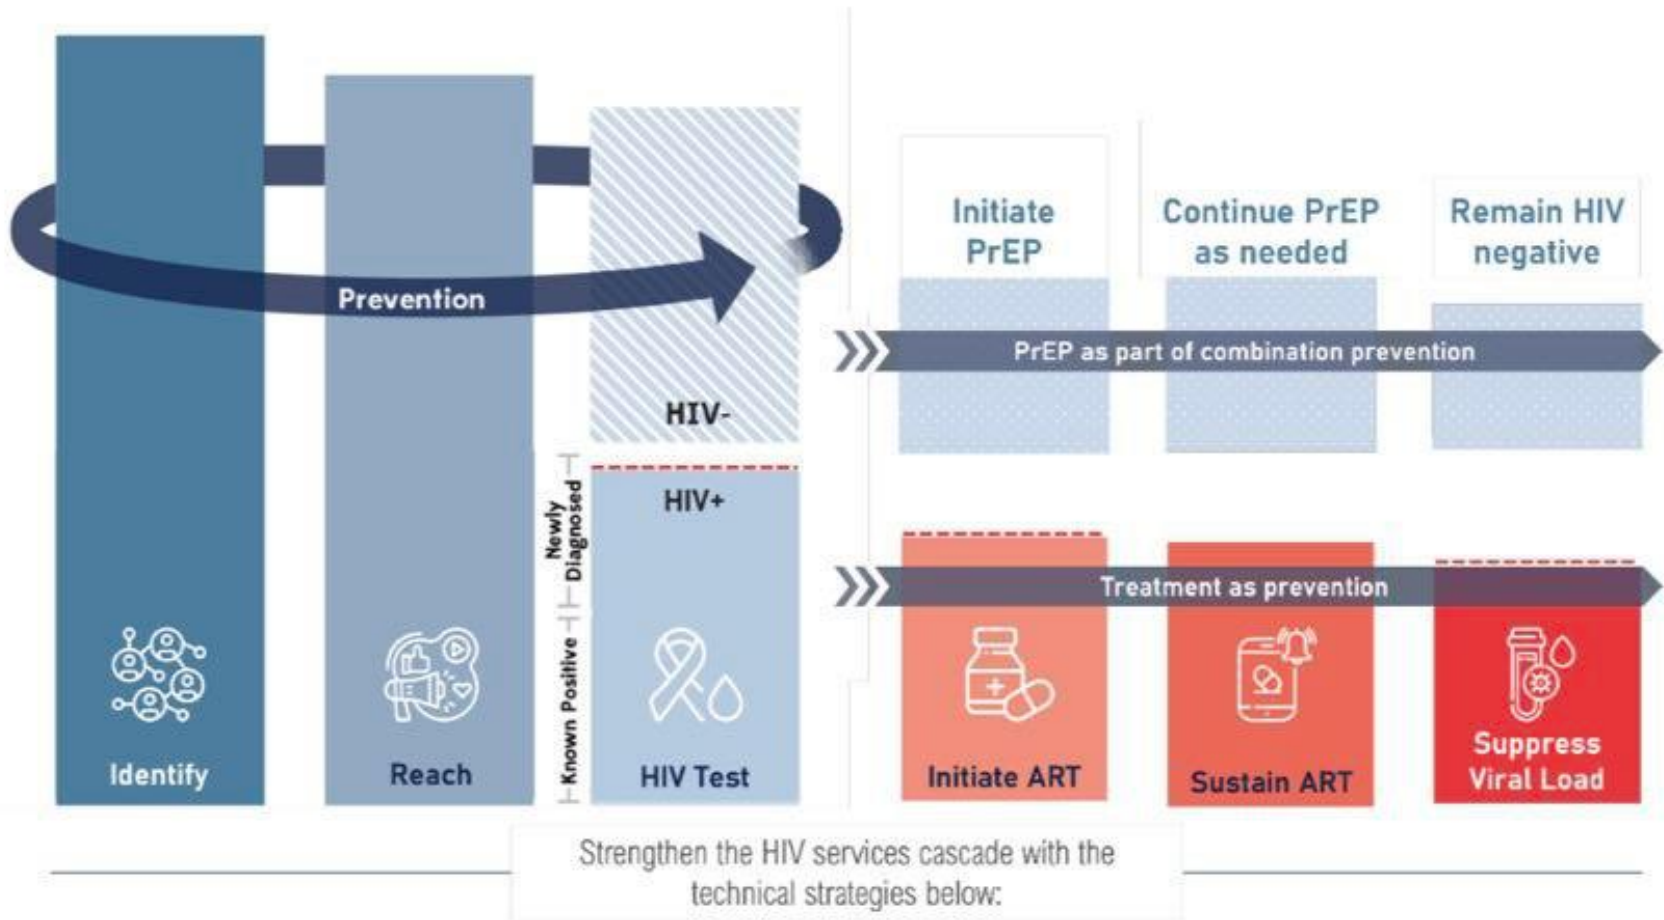 Prevention
HIV-
Newly
Diagnosed
Known Positive
HIV+
Identify
Reach
HIV Test
Initiate
PrEP
Continue PrEP
as needed
Remain HIV
negative
PrEP as part of combination prevention
Treatment as prevention
Initiate ART
Sustain ART
Suppress
Viral Load
Strengthen the HIV services cascade with the
technical strategies below: